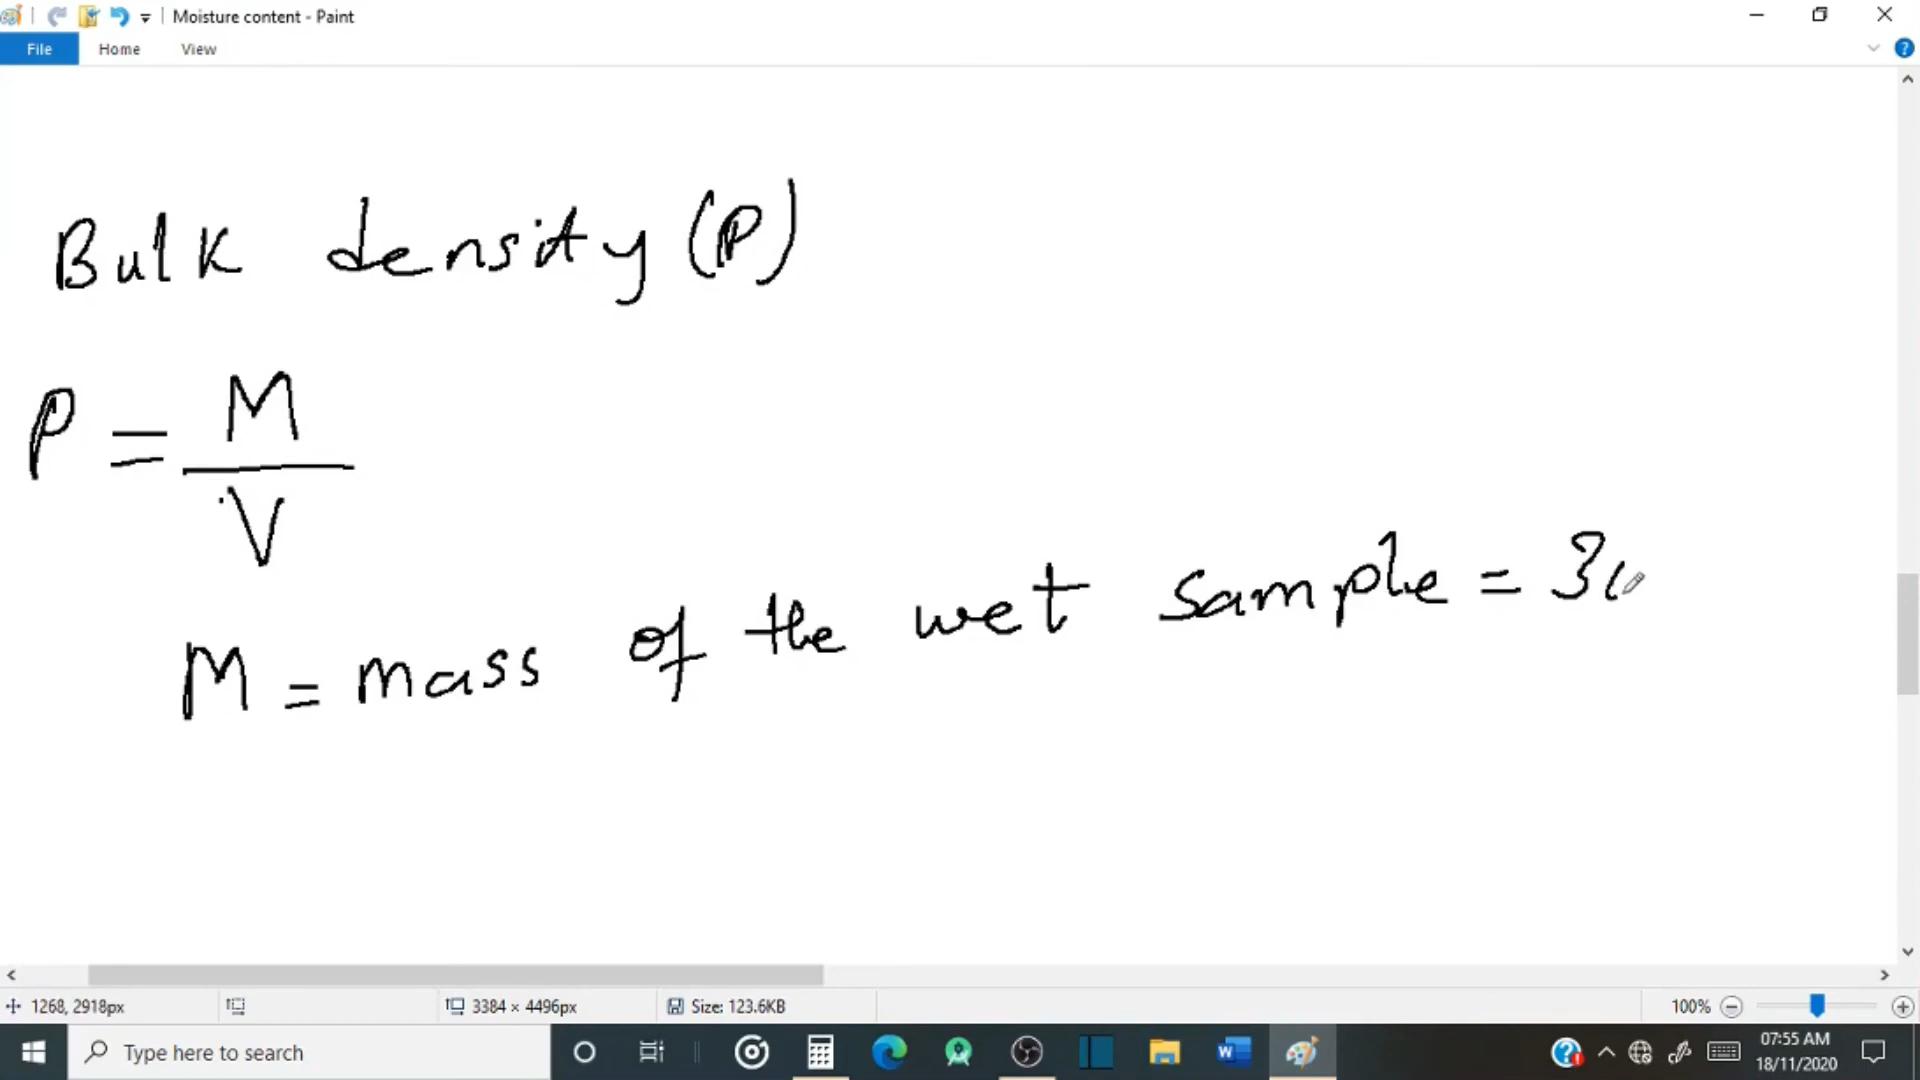 Moisture content - Paint
File Home View
Bulk density (P)
P = M
V
M = mass of the wet sample = 3
1268, 2918px
3384 × 4496px
Size: 123.6KB
100%
Type here to search
07:55 AM
18/11/2020